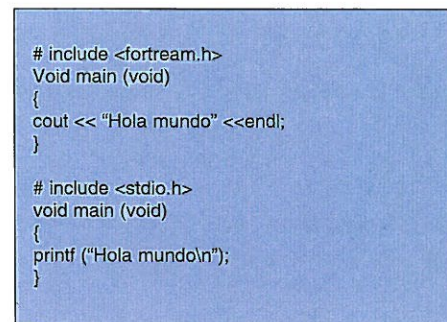 # include <fortream.h>
Void main (void)
{
cout << “Hola mundo” <<endl;
}
# include <stdio.h>
void main (void)
{
printf (“Hola mundo\n”);
}